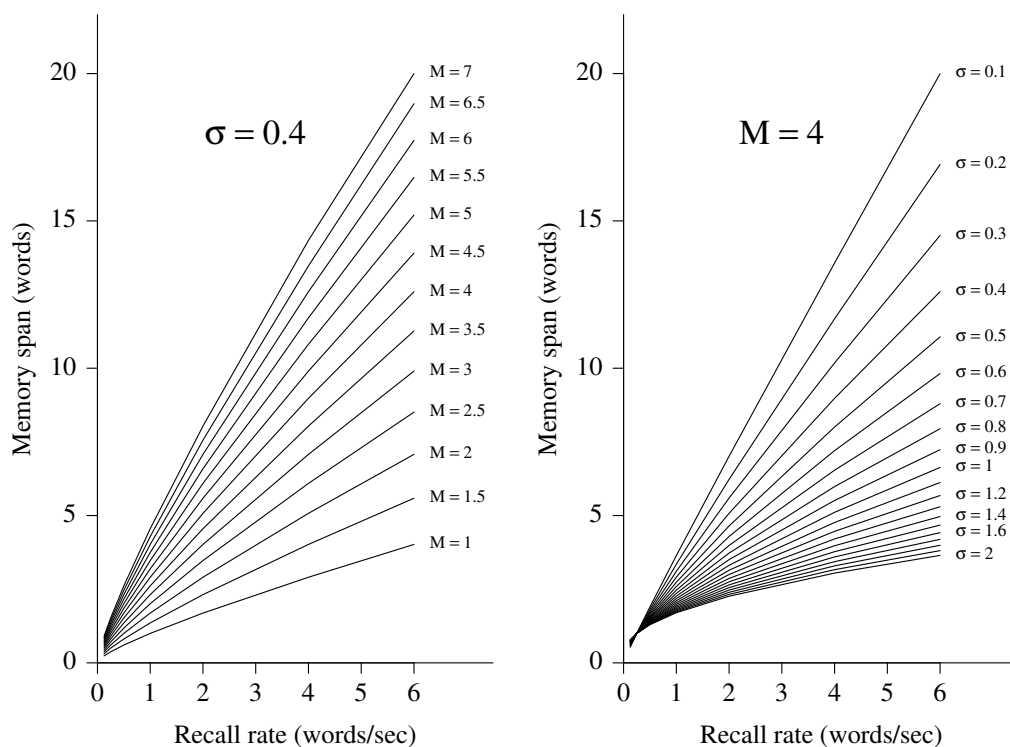 σ = 0.4
Memory span (words)
20
15
10
5
0
M = 7
M = 6.5
M = 6
M = 5.5
M = 5
M = 4.5
M = 4
M = 3.5
M = 3
M = 2.5
M = 2
M = 1.5
M = 1
0 1 2 3 4 5 6
Recall rate (words/sec)
M = 4
Memory span (words)
20
15
10
5
0
σ = 0.1
σ = 0.2
σ = 0.3
σ = 0.4
σ = 0.5
σ = 0.6
σ = 0.7
σ = 0.8
σ = 0.9
σ = 1
σ = 1.2
σ = 1.4
σ = 1.6
σ = 2
0 1 2 3 4 5 6
Recall rate (words/sec)